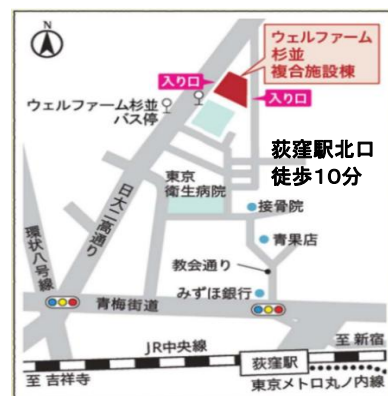 N
ウェルファーム
杉並
複合施設棟
入り口
入り口
ウェルファーム杉並
バス停
荻窪駅北口
徒歩10分
東京
衛生病院
接骨院
日大二高通り
青果店
環状八号線
教会通り
みずほ銀行
青梅街道
JR中央線
至 新宿
荻窪駅
至 吉祥寺
東京メトロ丸ノ内線